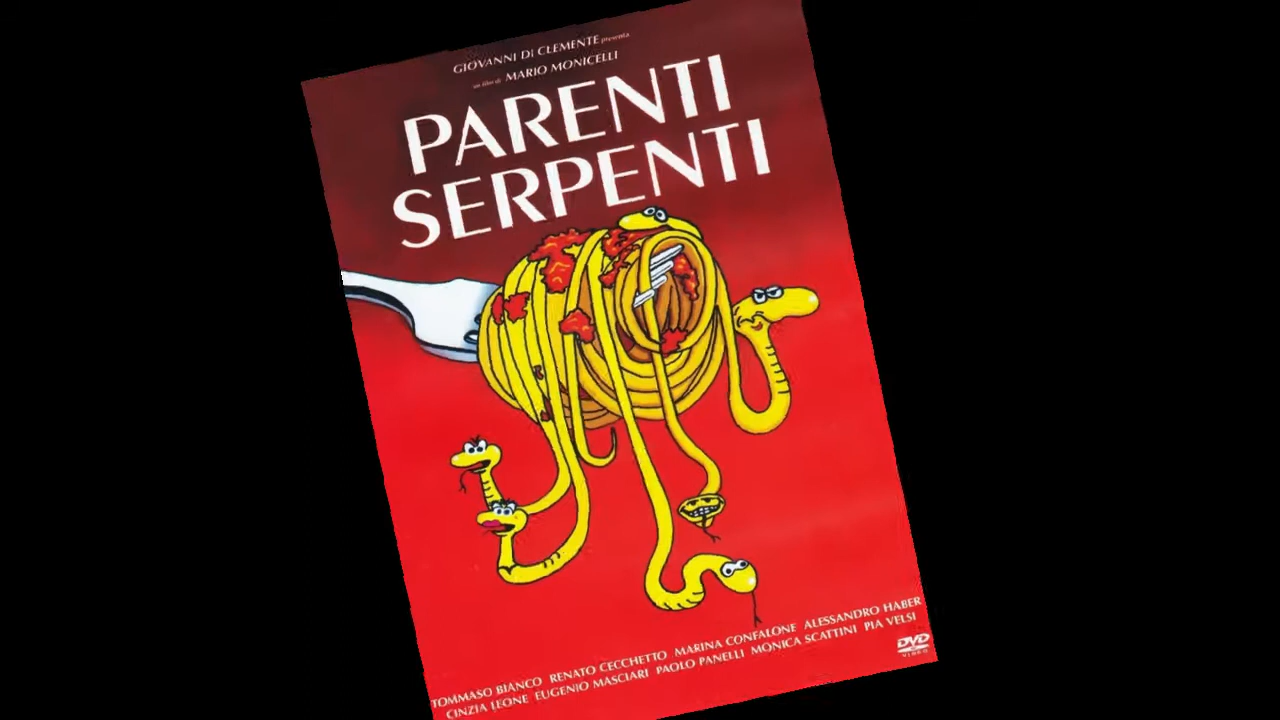 GIOVANNI DI CLEMENTE presenta
un film di MARIO MONICELLI
PARENTI
SERPENTI
TOMMASO BIANCO RENATO CECCHETTO MARINA CONFALONE ALESSANDRO HABER
CINZIA LEONE EUGENIO MASCIARI PAOLO PANELLI MONICA SCATTINI PIA VELSI
DVD
VIDEO